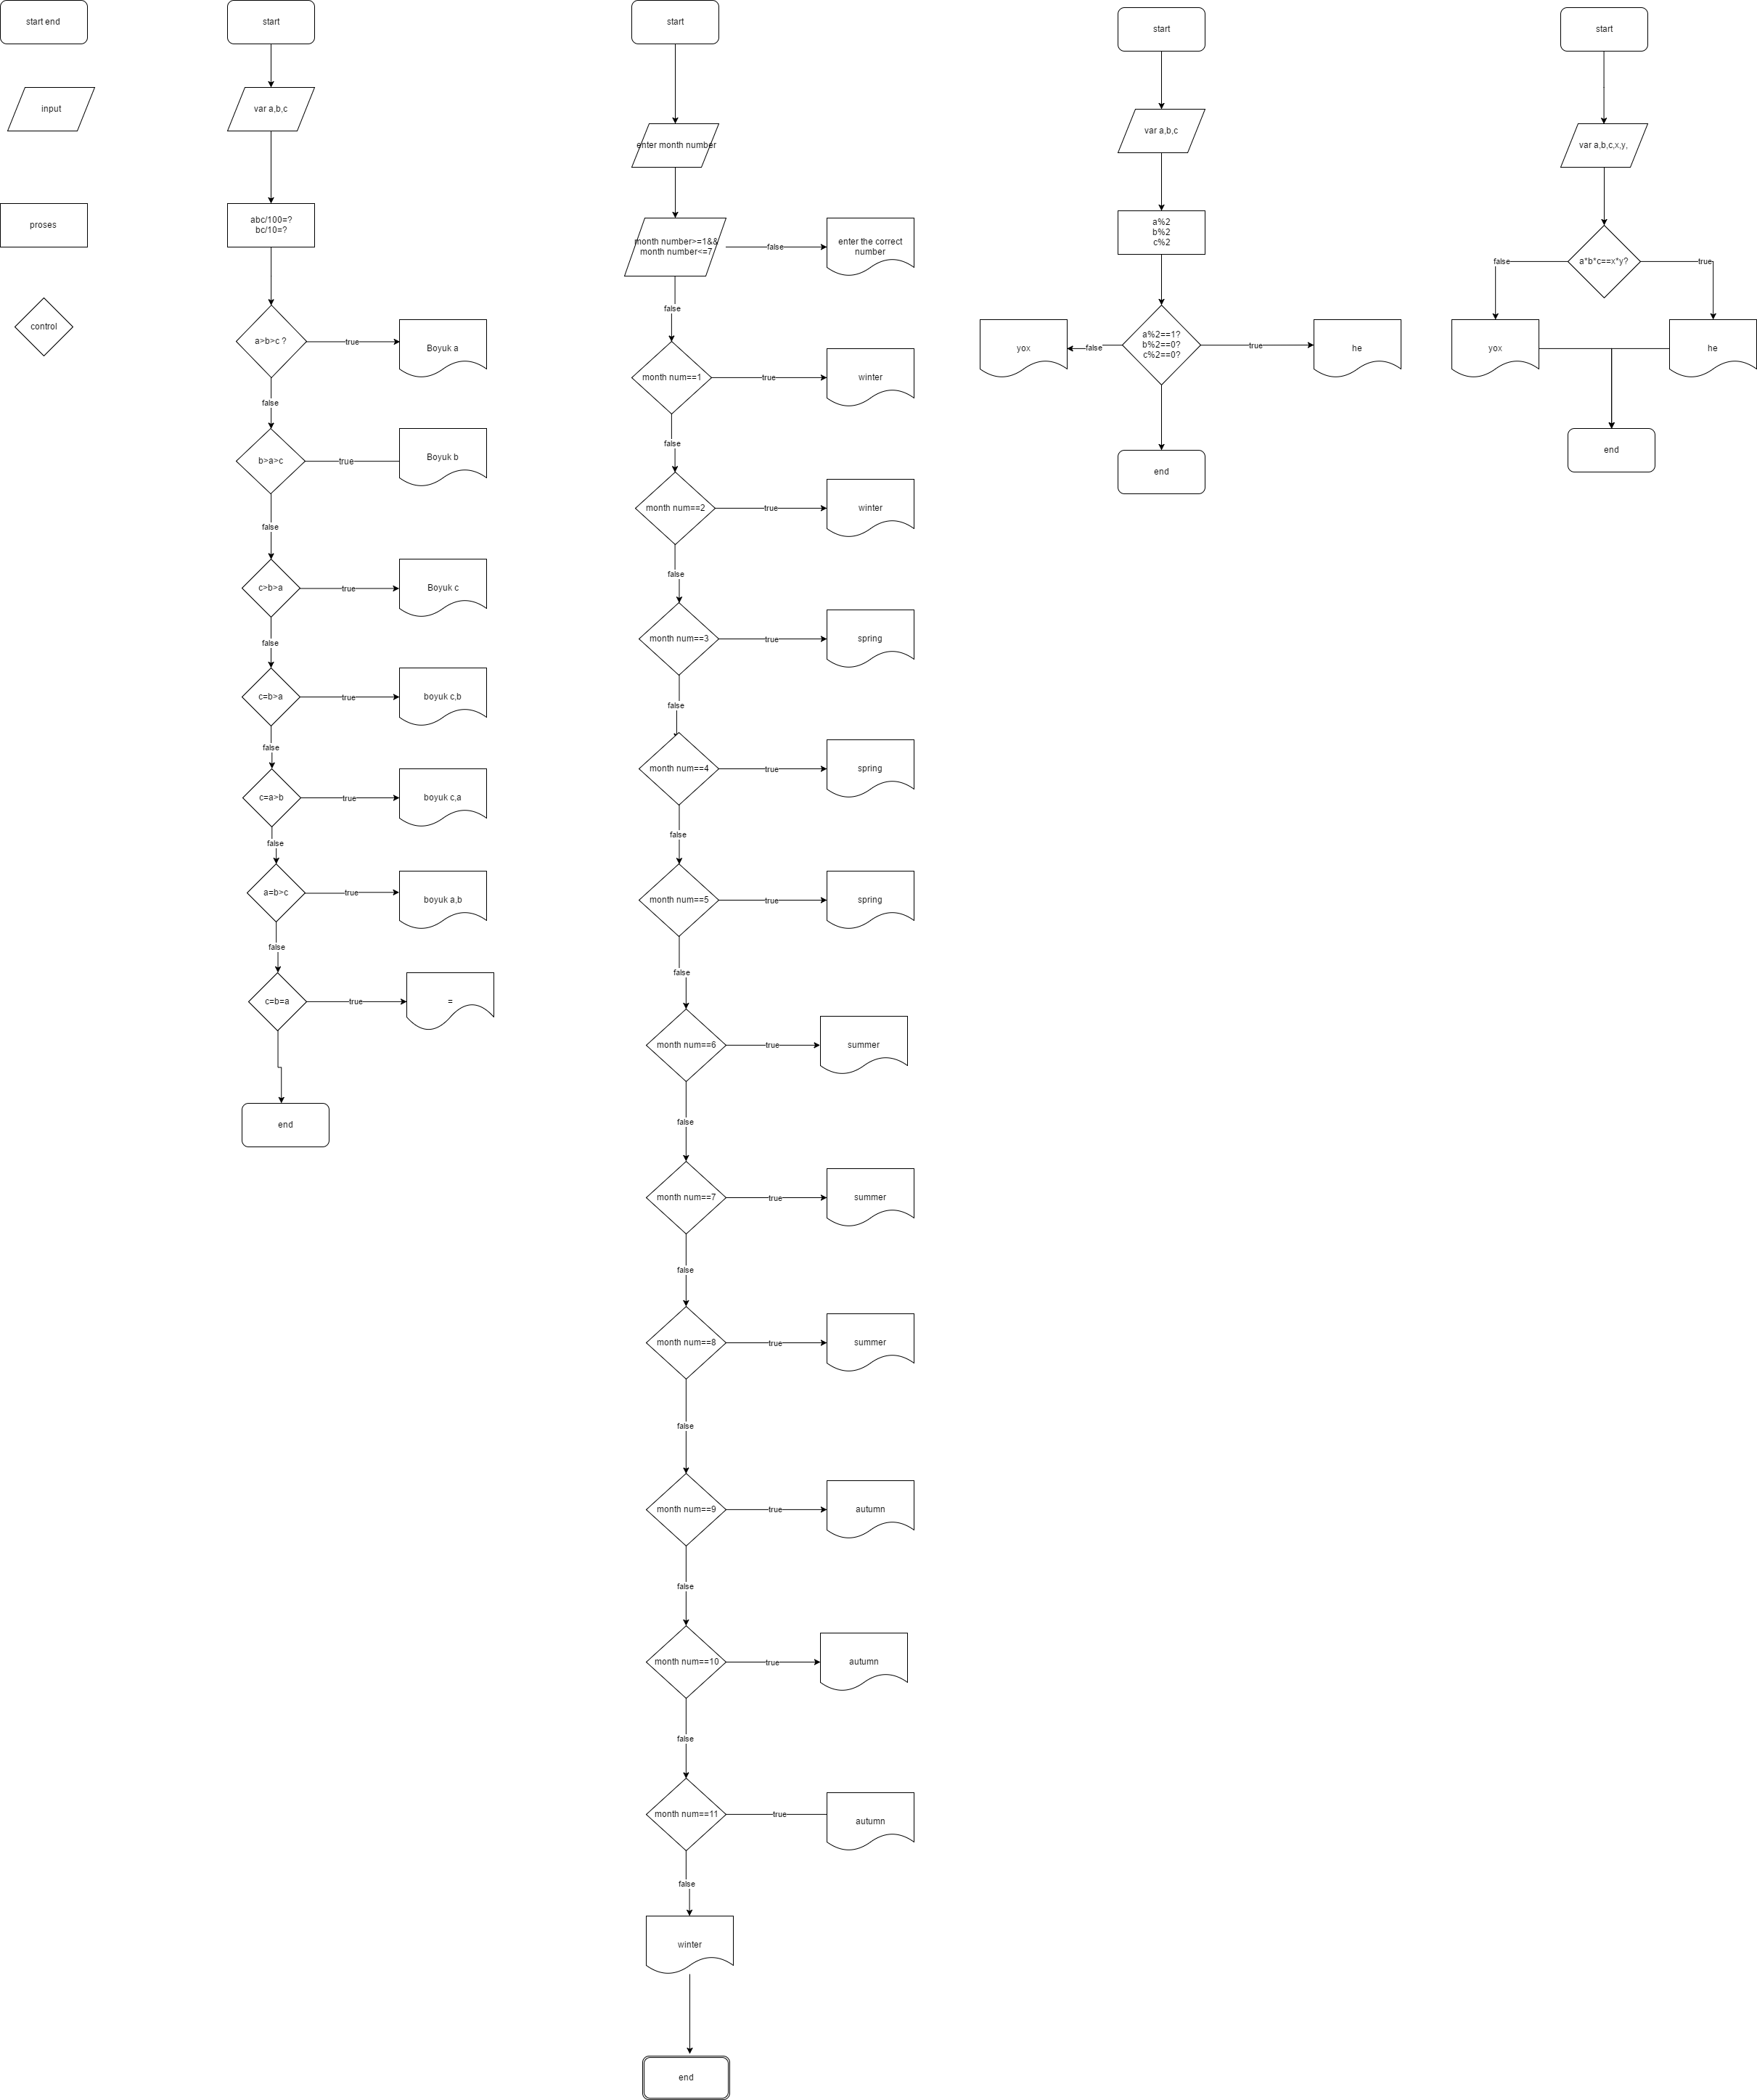 start end
input
proses
control
start
var a,b,c
abc/100=?
bc/10=?
a>b>c ?
true
Boyuk a
false
b>a>c
true
Boyuk b
false
c>b>a
true
Boyuk c
false
c=b>a
true
boyuk c,b
false
c=a>b
true
boyuk c,a
false
a=b>c
true
boyuk a,b
false
c=b=a
true
=
end
start
enter month number
month number>=1&&
month number<=7
false
enter the correct
number
false
month num==1
true
winter
false
month num==2
true
winter
false
month num==3
true
spring
false
month num==4
true
spring
false
month num==5
true
spring
false
month num==6
true
summer
false
month num==7
true
summer
false
month num==8
true
summer
false
month num==9
true
autumn
false
month num==10
true
autumn
false
month num==11
true
autumn
false
winter
end
start
var a,b,c
a%2
b%2
c%2
a%2==1?
b%2==0?
c%2==0?
false
yox
true
he
end
start
var a,b,c,x,y,
a*b*c==x*y?
false
true
yox
he
end